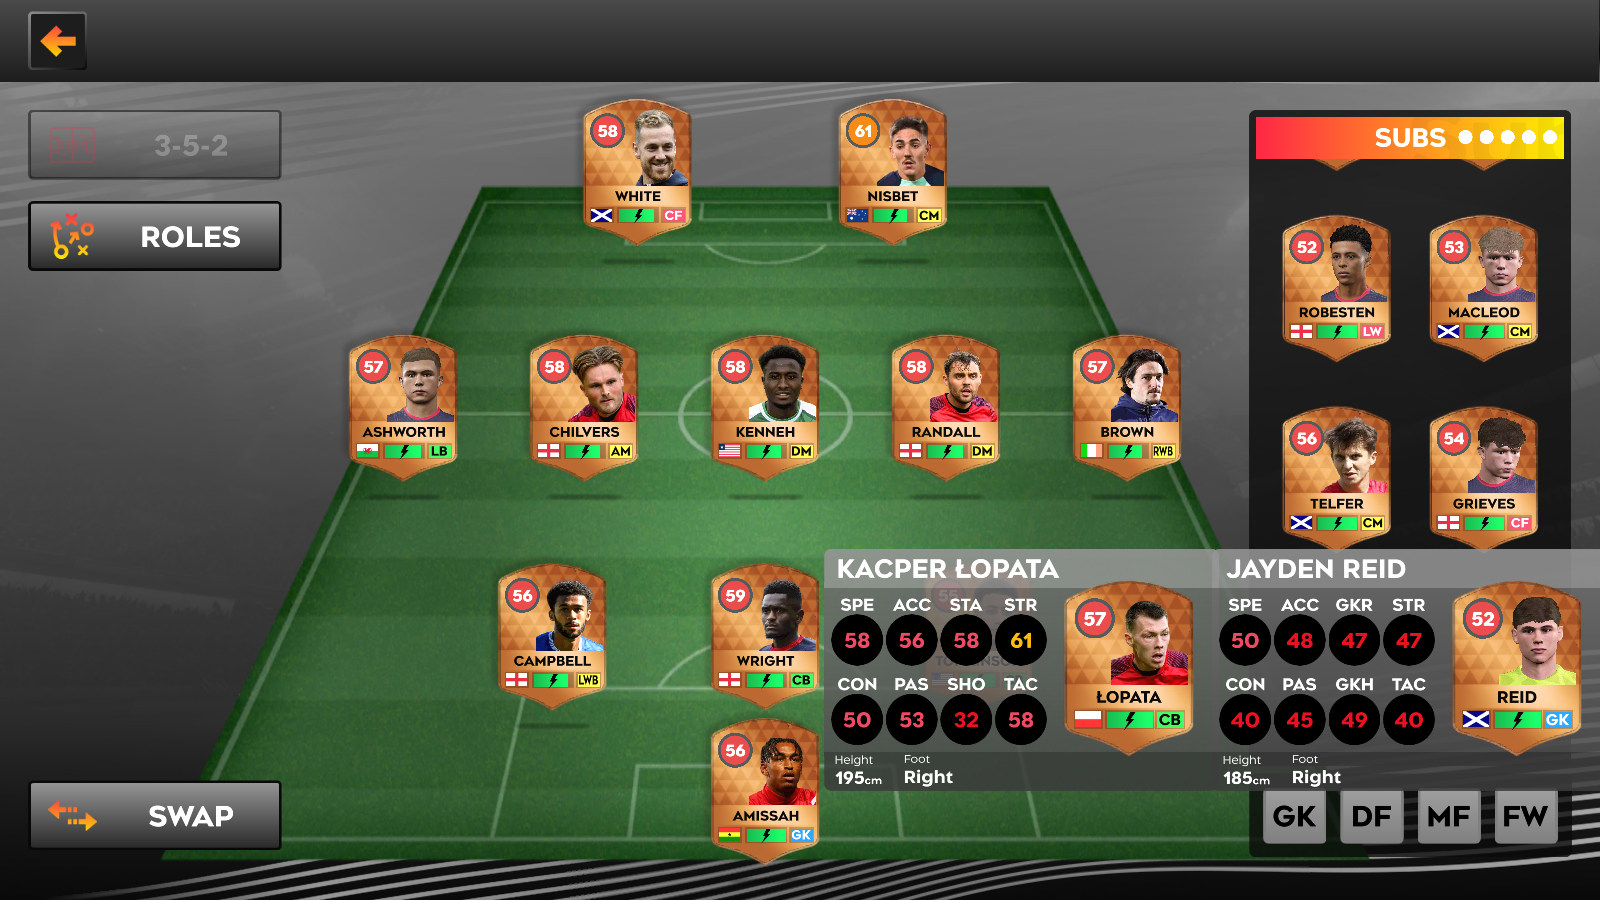 3-5-2
ROLES
58
WHITE
CF
61
NISBET
CM
SUBS
52
ROBESTEN
LW
53
MACLEOD
CM
57
ASHWORTH
LB
58
CHILVERS
AM
58
KENNEH
DM
58
RANDALL
DM
57
BROWN
RWB
56
TELFER
CM
54
GRIEVES
CF
56
CAMPBELL
LWB
59
WRIGHT
CB
KACPER ŁOPATA
SPE ACC STA STR
58 56 58 61
CON PAS SHO TAC
50 53 32 58
Height Foot
195cm Right
57
ŁOPATA
CB
JAYDEN REID
SPE ACC GKR STR
50 48 47 47
CON PAS GKH TAC
40 45 49 40
Height Foot
185cm Right
52
REID
GK
56
AMISSAH
GK
SWAP
GK DF MF FW